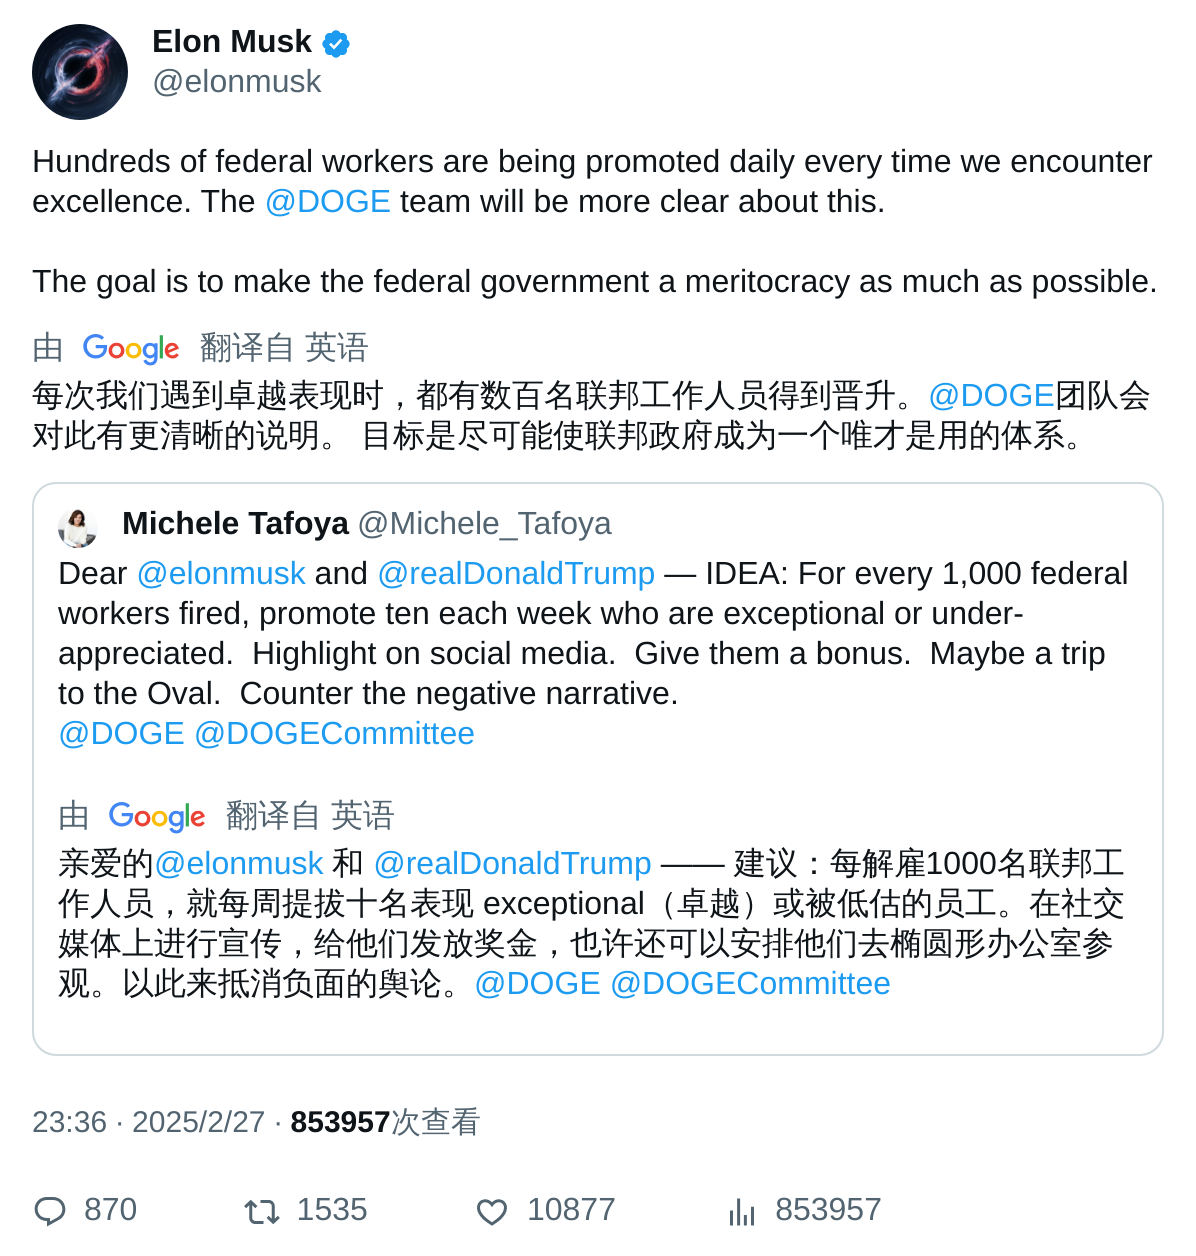 Elon Musk
@elonmusk
Hundreds of federal workers are being promoted daily every time we encounter
excellence. The @DOGE team will be more clear about this.
The goal is to make the federal government a meritocracy as much as possible.
由 Google 翻译自 英语
每次我们遇到卓越表现时，都有数百名联邦工作人员得到晋升。@DOGE团队会
对此有更清晰的说明。 目标是尽可能使联邦政府成为一个唯才是用的体系。
Michele Tafoya @Michele_Tafoya
Dear @elonmusk and @realDonaldTrump — IDEA: For every 1,000 federal
workers fired, promote ten each week who are exceptional or under-
appreciated.  Highlight on social media.  Give them a bonus.  Maybe a trip
to the Oval.  Counter the negative narrative.
@DOGE @DOGECommittee
由 Google 翻译自 英语
亲爱的@elonmusk 和 @realDonaldTrump —— 建议：每解雇1000名联邦工
作人员，就每周提拔十名表现 exceptional（卓越）或被低估的员工。在社交
媒体上进行宣传，给他们发放奖金，也许还可以安排他们去椭圆形办公室参
观。以此来抵消负面的舆论。@DOGE @DOGECommittee
23:36 · 2025/2/27 · 853957次查看
870 1535 10877 853957